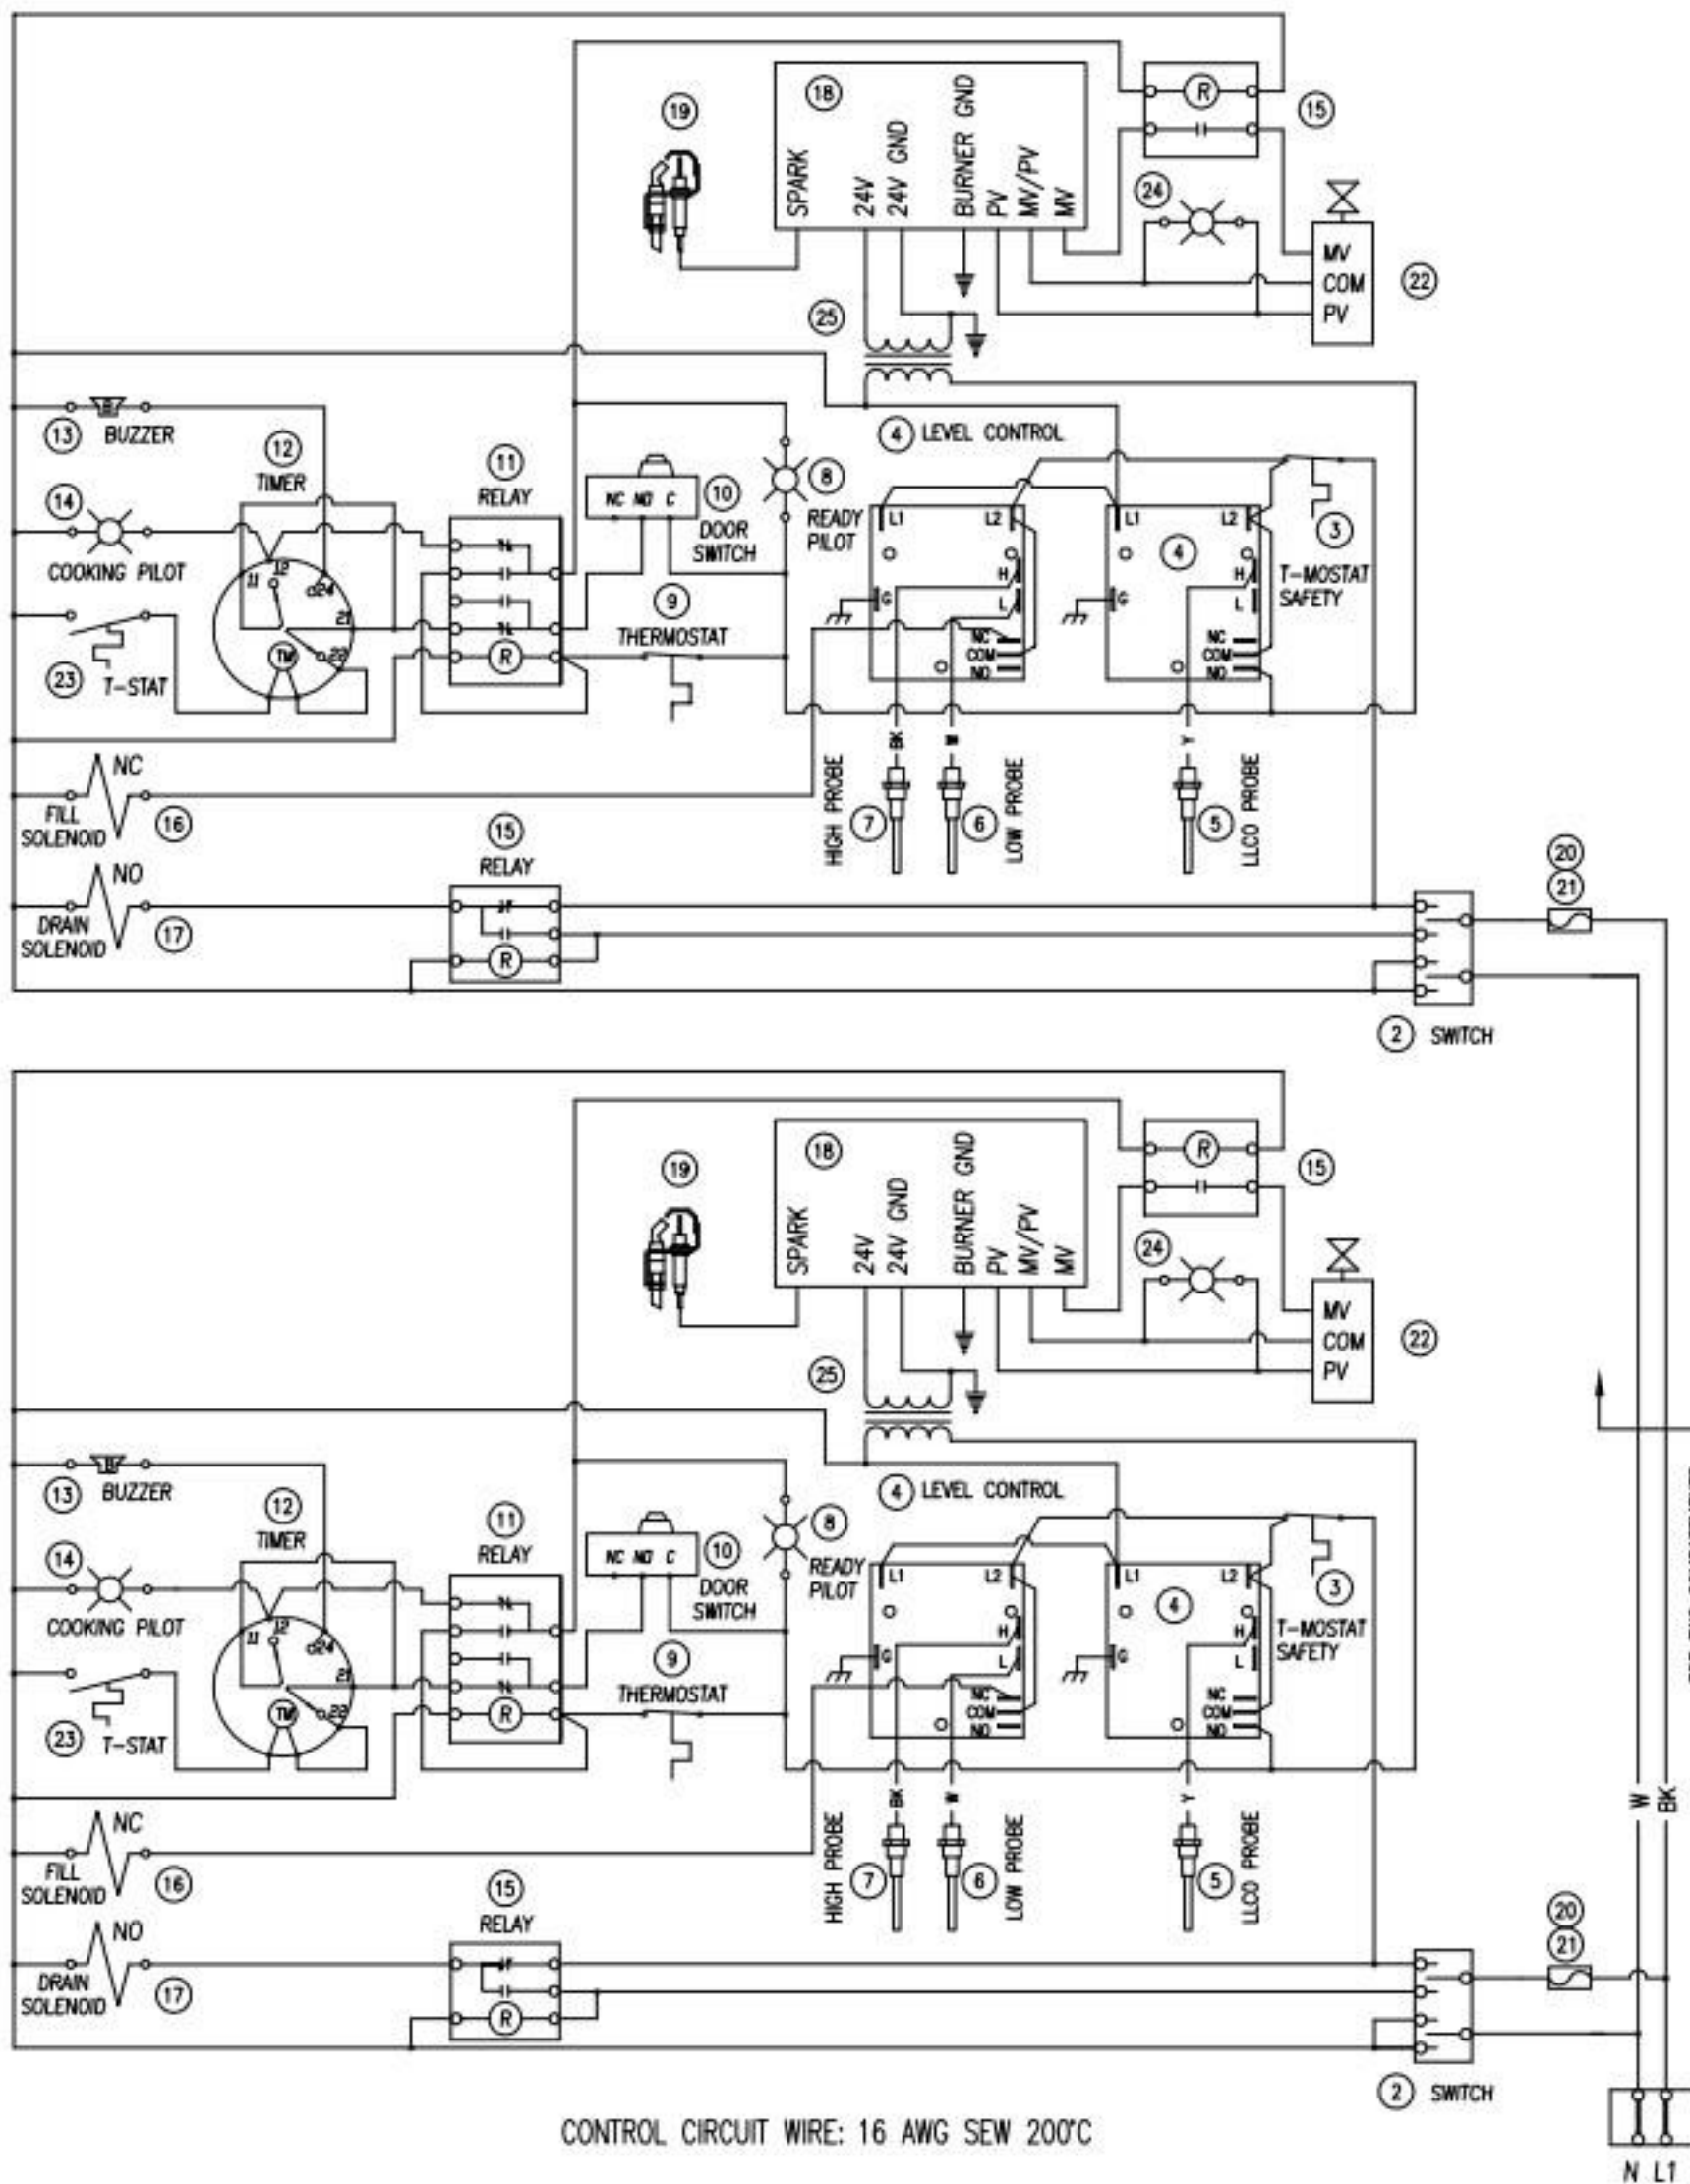 18
19
SPARK
24V
24V GND
BURNER GND
PV
MV/PV
MV
R
15
24
MV
COM
PV
22
25
13 BUZZER
12
TIMER
11
RELAY
14
COOKING PILOT
NC NO C
10
DOOR
SWITCH
8
READY
PILOT
4 LEVEL CONTROL
L1
L2
H
L
G
NC
COM
NO
L1
L2
4
H
L
G
NC
COM
NO
3
T-MOSTAT
SAFETY
11
12
24
21
22
TM
R
9
THERMOSTAT
23 T-STAT
NC
FILL
SOLENOID
16
NO
DRAIN
SOLENOID
17
15
RELAY
R
BK
W
Y
HIGH PROBE
7
6
LOW PROBE
5
LLCO PROBE
20
21
2 SWITCH
18
19
SPARK
24V
24V GND
BURNER GND
PV
MV/PV
MV
R
15
24
MV
COM
PV
22
25
13 BUZZER
12
TIMER
11
RELAY
14
COOKING PILOT
NC NO C
10
DOOR
SWITCH
8
READY
PILOT
4 LEVEL CONTROL
L1
L2
H
L
G
NC
COM
NO
L1
L2
4
H
L
G
NC
COM
NO
3
T-MOSTAT
SAFETY
11
12
24
21
22
TM
R
9
THERMOSTAT
23 T-STAT
NC
FILL
SOLENOID
16
NO
DRAIN
SOLENOID
17
15
RELAY
R
BK
W
Y
HIGH PROBE
7
6
LOW PROBE
5
LLCO PROBE
W
BK
20
21
2 SWITCH
CONTROL CIRCUIT WIRE: 16 AWG SEW 200°C
N L1